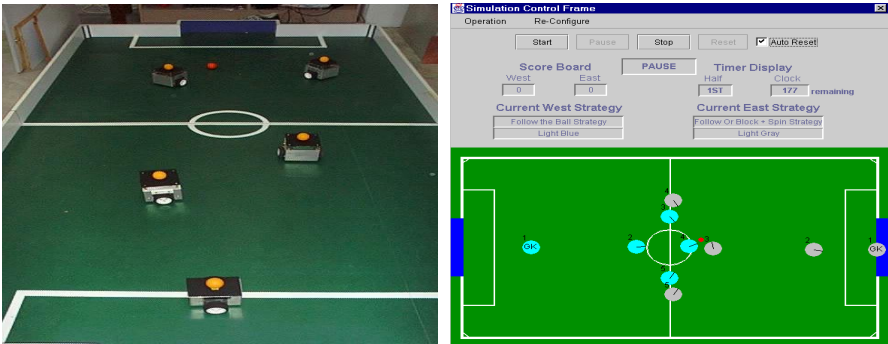 Simulation Control Frame
Operation Re-Configure
Start Pause Stop Reset Auto Reset
Score Board PAUSE Timer Display
West East Half Clock
0 0 1ST 177 remaining
Current West Strategy Current East Strategy
Follow the Ball Strategy Follow Or Block + Spin Strategy
Light Blue Light Gray
4
3
1 2 4 3 2 1
GK GK
5
5